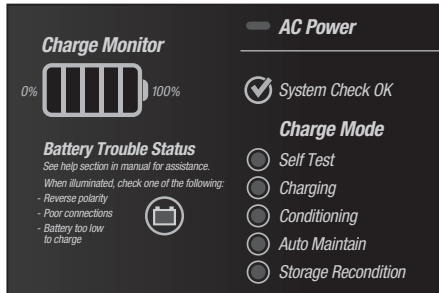 Charge Monitor
0%
100%
Battery Trouble Status
See help section in manual for assistance.
When illuminated, check one of the following:
- Reverse polarity
- Poor connections
- Battery too low
to charge
AC Power
System Check OK
Charge Mode
Self Test
Charging
Conditioning
Auto Maintain
Storage Recondition